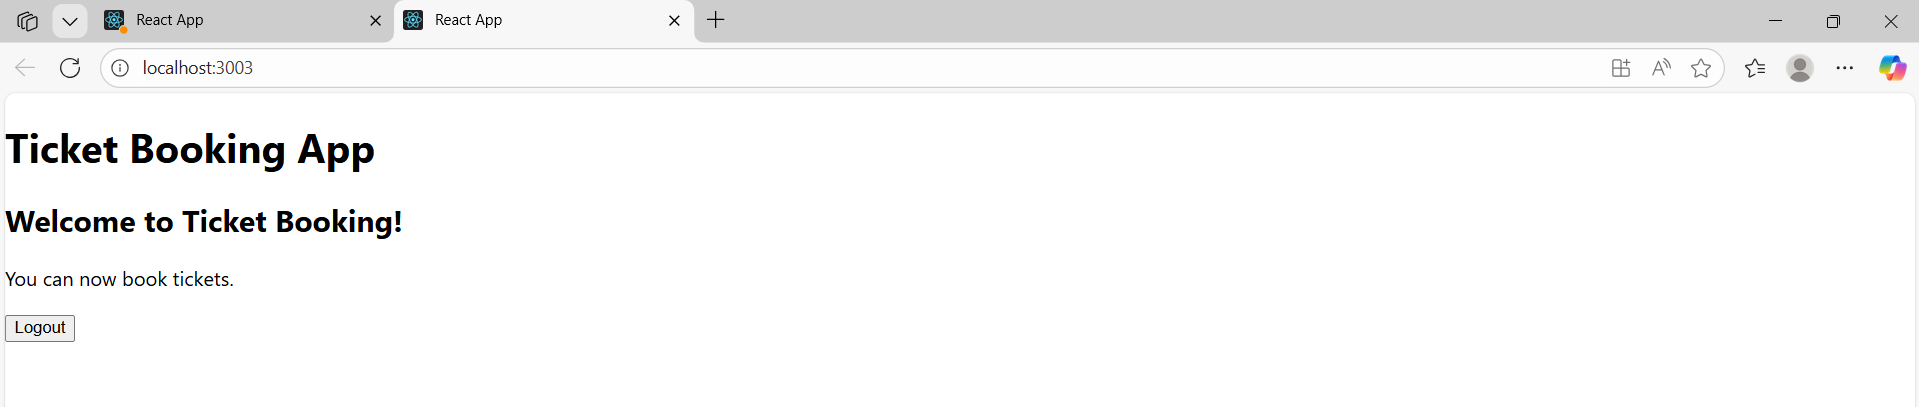 React App
React App
localhost:3003
Ticket Booking App
Welcome to Ticket Booking!
You can now book tickets.
Logout